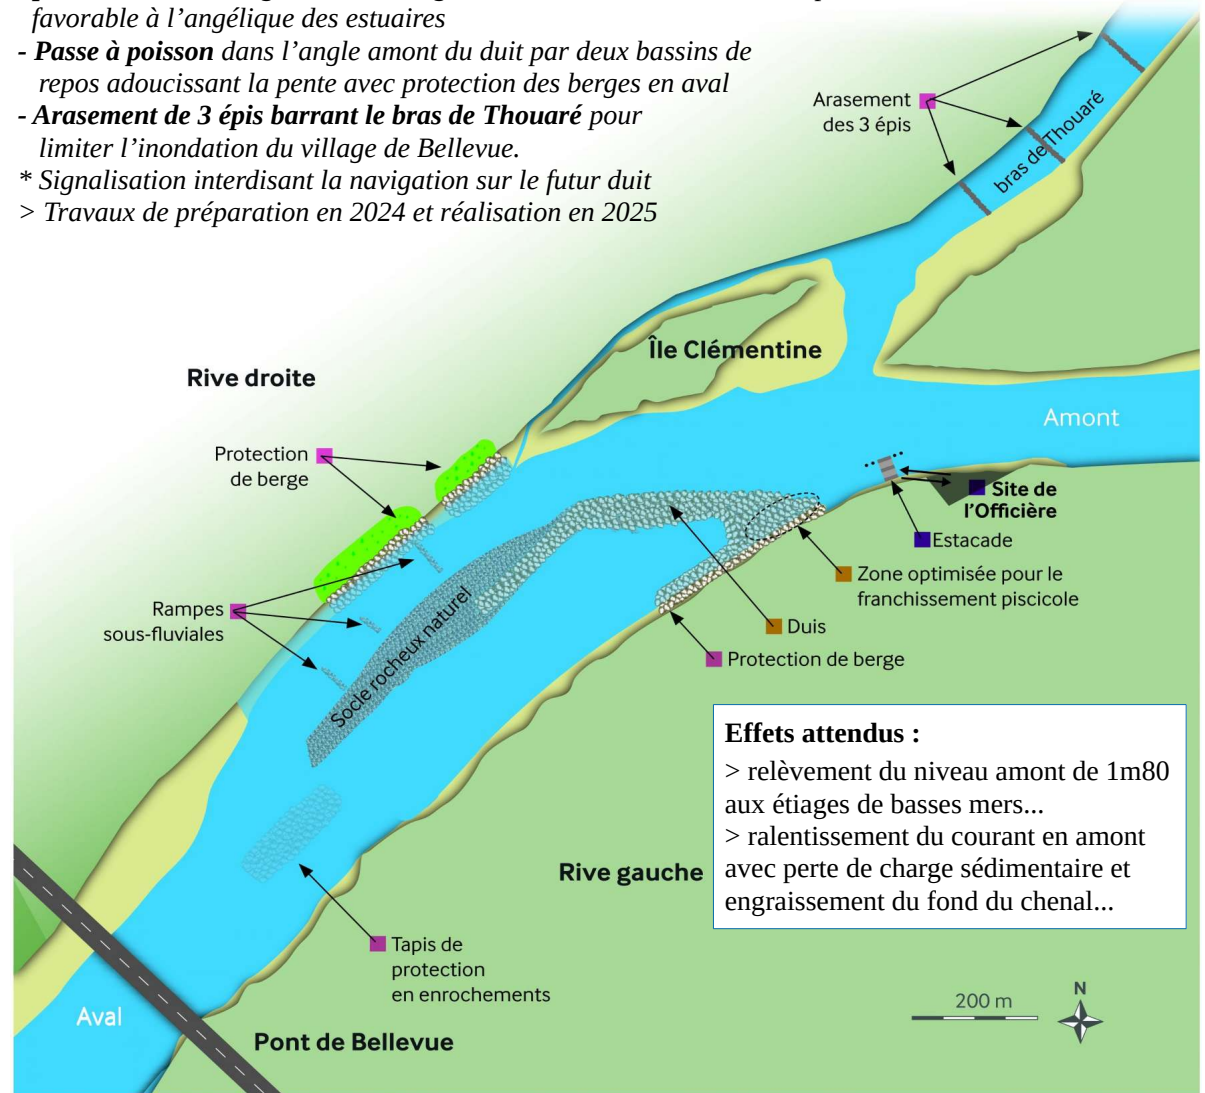 favorable à l’angélique des estuaires
- Passe à poisson dans l’angle amont du duit par deux bassins de
repos adoucissant la pente avec protection des berges en aval
- Arasement de 3 épis barrant le bras de Thouaré pour
limiter l’inondation du village de Bellevue.
* Signalisation interdisant la navigation sur le futur duit
> Travaux de préparation en 2024 et réalisation en 2025
Arasement
des 3 épis
bras de Thouaré
Île Clémentine
Rive droite
Amont
Protection
de berge
Site de
l’Officière
Estacade
Zone optimisée pour le
franchissement piscicole
Rampes
sous-fluviales
Socle rocheux naturel
Duis
Protection de berge
Effets attendus :
> relèvement du niveau amont de 1m80
aux étiages de basses mers...
> ralentissement du courant en amont
avec perte de charge sédimentaire et
engraissement du fond du chenal...
Rive gauche
Tapis de
protection
en enrochements
200 m
N
Aval
Pont de Bellevue